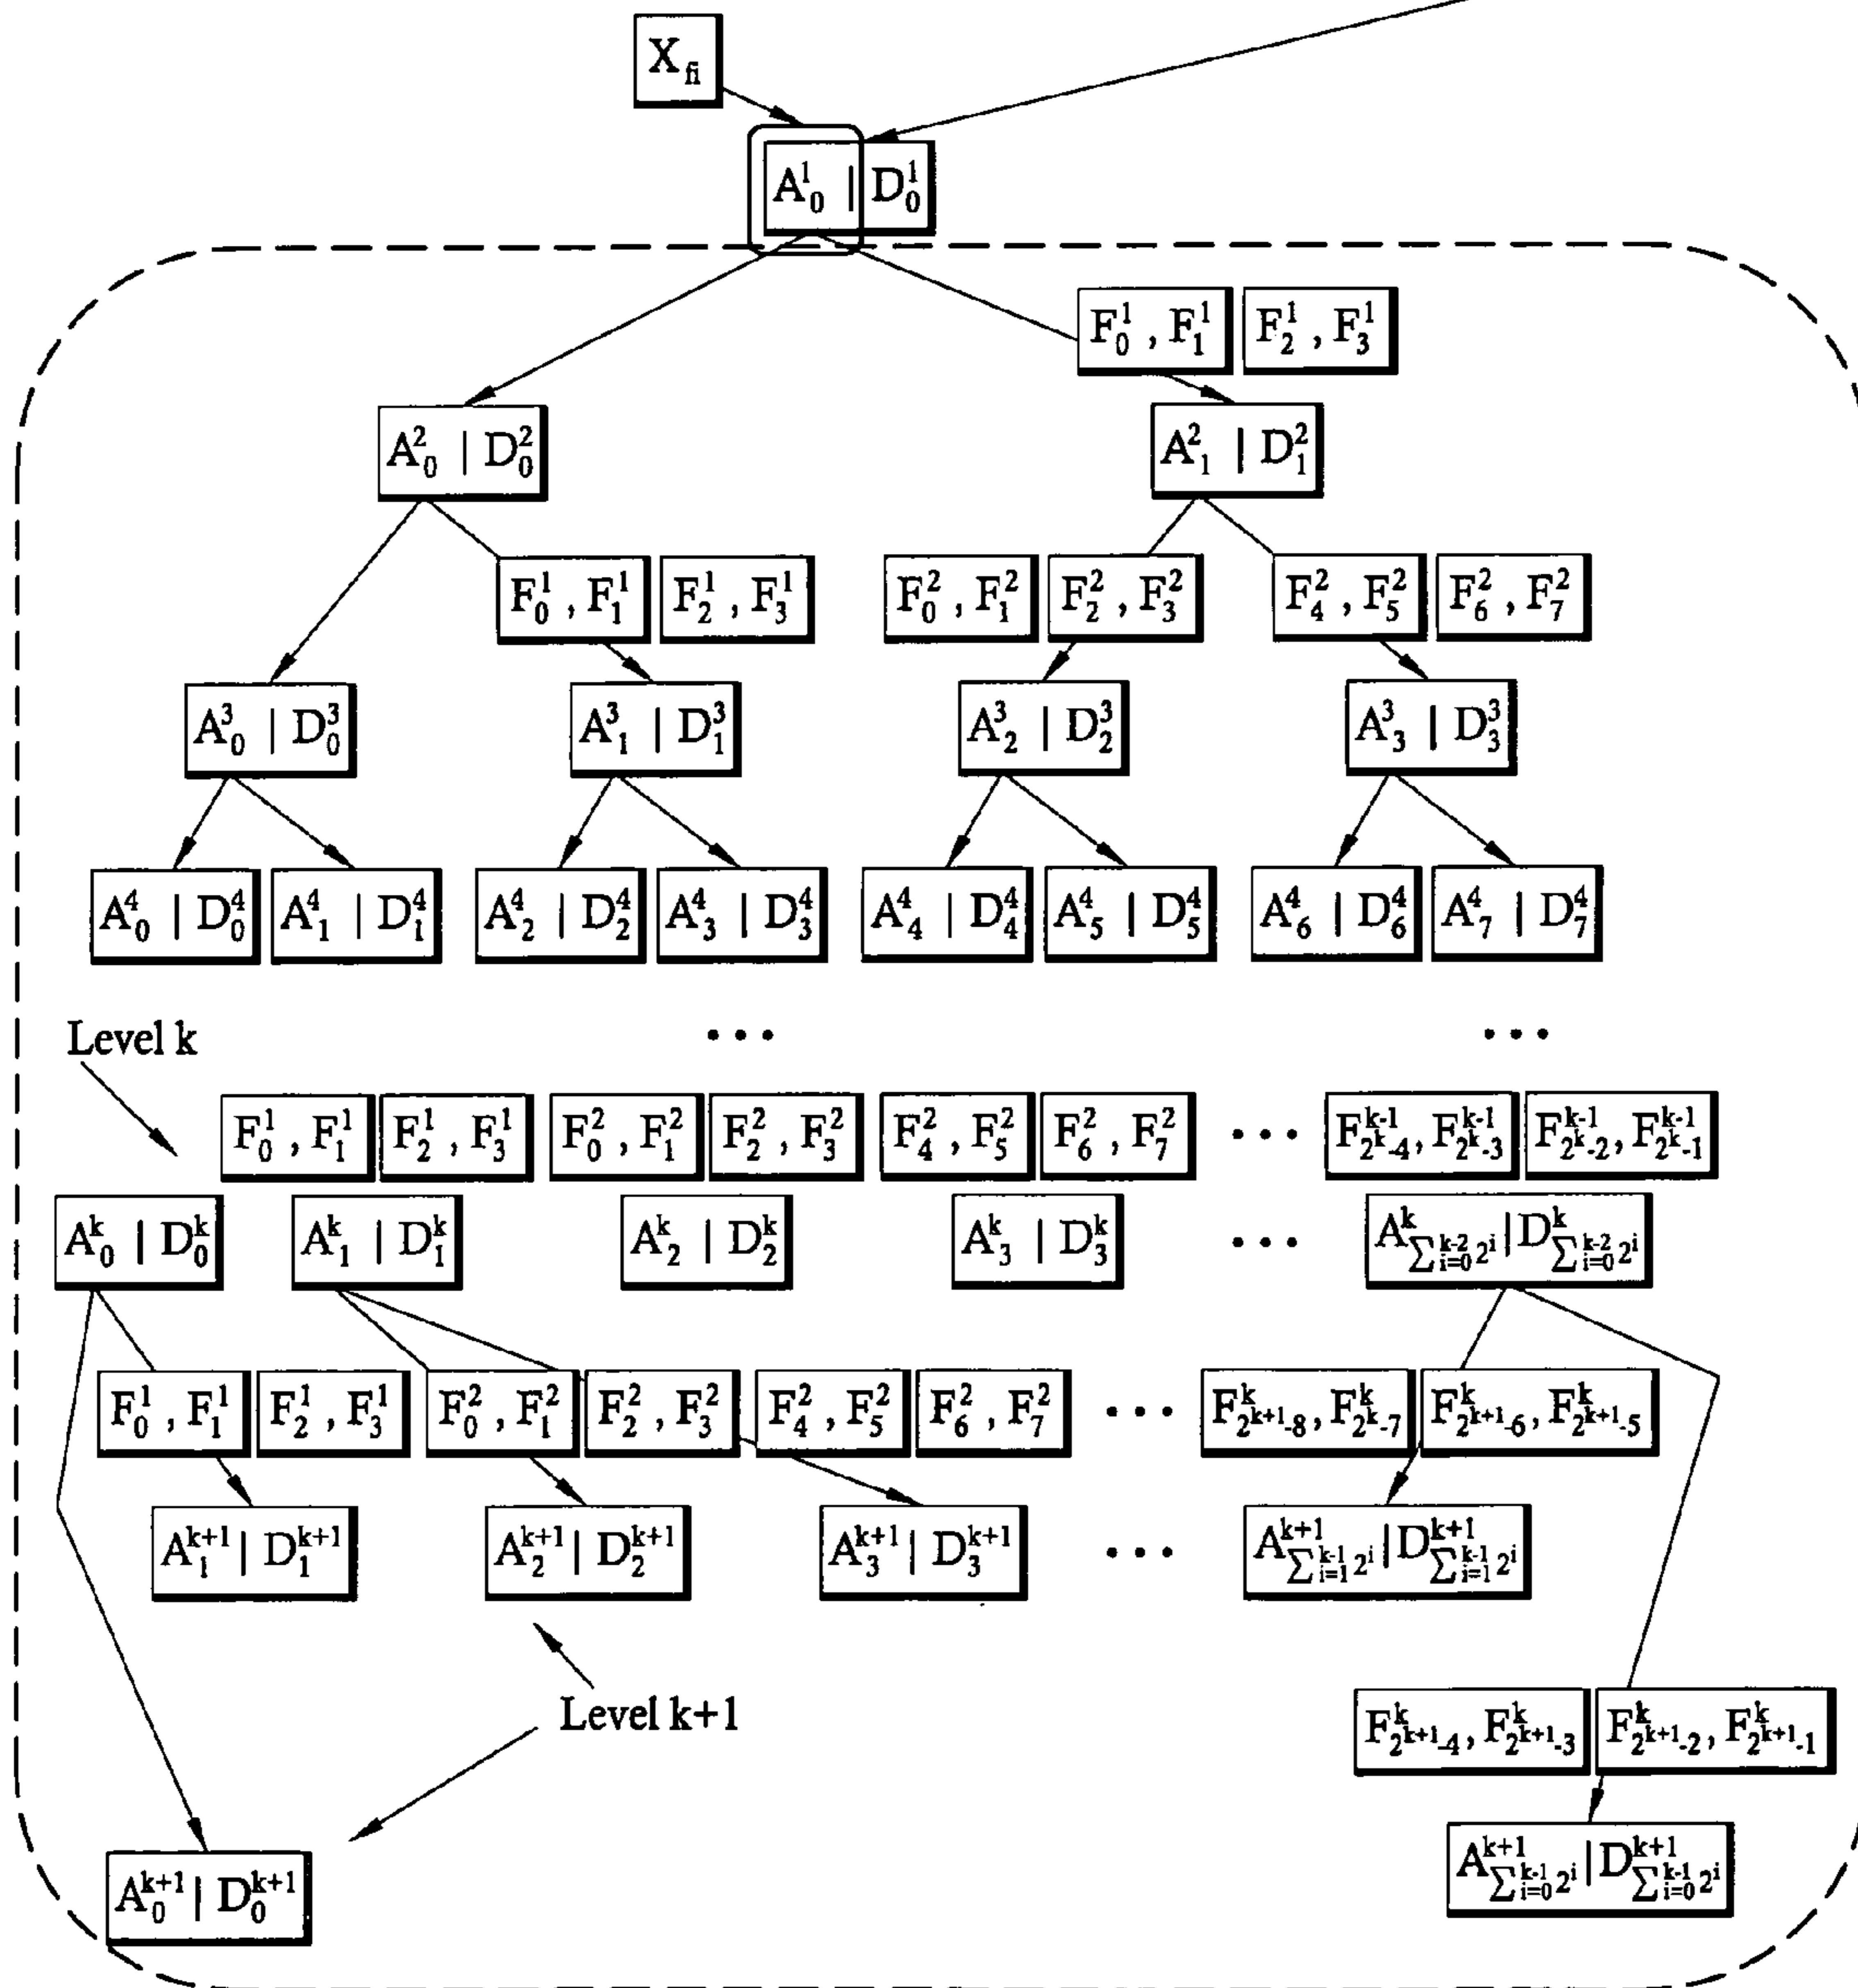 X_fi
A^1_0 | D^1_0
F^1_0 , F^1_1 F^1_2 , F^1_3
A^2_0 | D^2_0 A^2_1 | D^2_1
F^1_0 , F^1_1 F^1_2 , F^1_3 F^2_0 , F^2_1 F^2_2 , F^2_3 F^2_4 , F^2_5 F^2_6 , F^2_7
A^3_0 | D^3_0 A^3_1 | D^3_1 A^3_2 | D^3_2 A^3_3 | D^3_3
A^4_0 | D^4_0 A^4_1 | D^4_1 A^4_2 | D^4_2 A^4_3 | D^4_3 A^4_4 | D^4_4 A^4_5 | D^4_5 A^4_6 | D^4_6 A^4_7 | D^4_7
Level k ... ...
F^1_0 , F^1_1 F^1_2 , F^1_3 F^2_0 , F^2_1 F^2_2 , F^2_3 F^2_4 , F^2_5 F^2_6 , F^2_7 ... F^{k-1}_{2^k-4}, F^{k-1}_{2^k-3} F^{k-1}_{2^k-2}, F^{k-1}_{2^k-1}
A^k_0 | D^k_0 A^k_1 | D^k_1 A^k_2 | D^k_2 A^k_3 | D^k_3 ... A^k_{∑_{i=0}^{k-2} 2^i} | D^k_{∑_{i=0}^{k-2} 2^i}
F^1_0 , F^1_1 F^1_2 , F^1_3 F^2_0 , F^2_1 F^2_2 , F^2_3 F^2_4 , F^2_5 F^2_6 , F^2_7 ... F^k_{2^{k+1}-8}, F^k_{2^k-7} F^k_{2^{k+1}-6}, F^k_{2^{k+1}-5}
A^{k+1}_1 | D^{k+1}_1 A^{k+1}_2 | D^{k+1}_2 A^{k+1}_3 | D^{k+1}_3 ... A^{k+1}_{∑_{i=1}^{k-1} 2^i} | D^{k+1}_{∑_{i=1}^{k-1} 2^i}
Level k+1
F^k_{2^{k+1}-4}, F^k_{2^{k+1}-3} F^k_{2^{k+1}-2}, F^k_{2^{k+1}-1}
A^{k+1}_0 | D^{k+1}_0 A^{k+1}_{∑_{i=0}^{k-1} 2^i} | D^{k+1}_{∑_{i=0}^{k-1} 2^i}